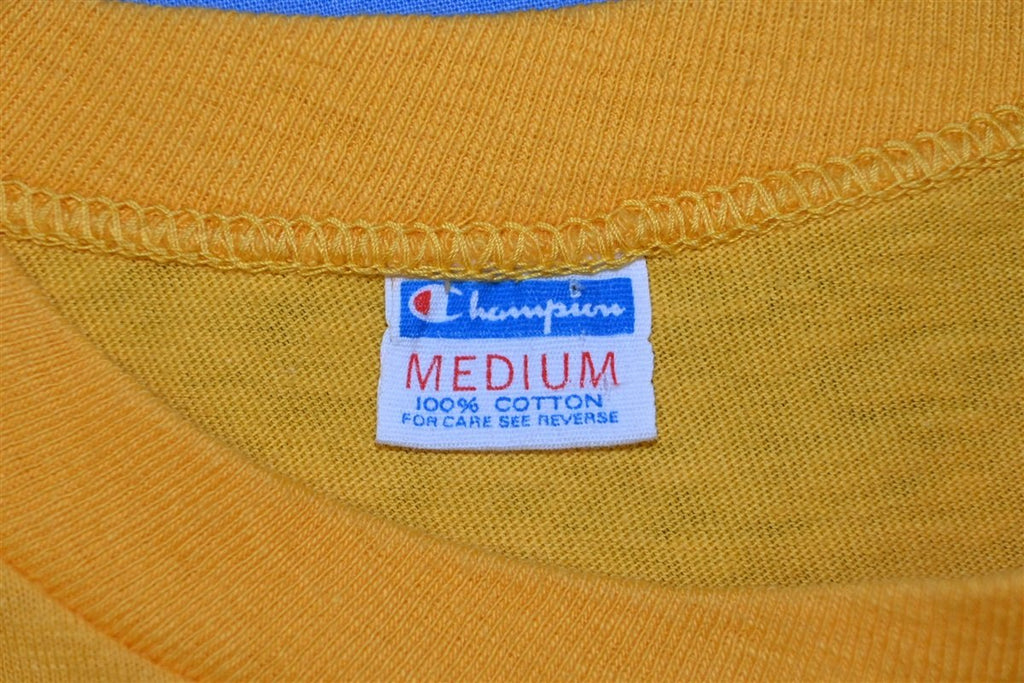 Champion
MEDIUM
100% COTTON
FOR CARE SEE REVERSE